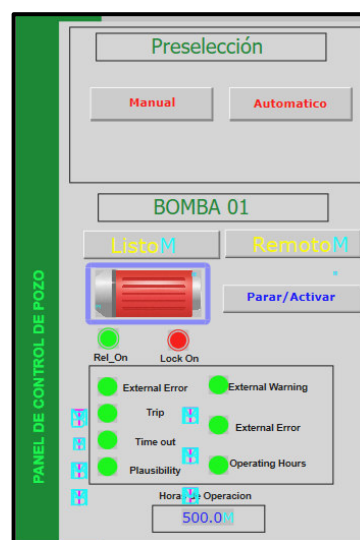 PANEL DE CONTROL DE POZO
Preselección
Manual Automatico
BOMBA 01
ListoM RemotoM
Parar/Activar
Rel_On Lock On
External Error External Warning
Trip
External Error
Time out
Plausibility Operating Hours
Horas de Operacion
500.0M